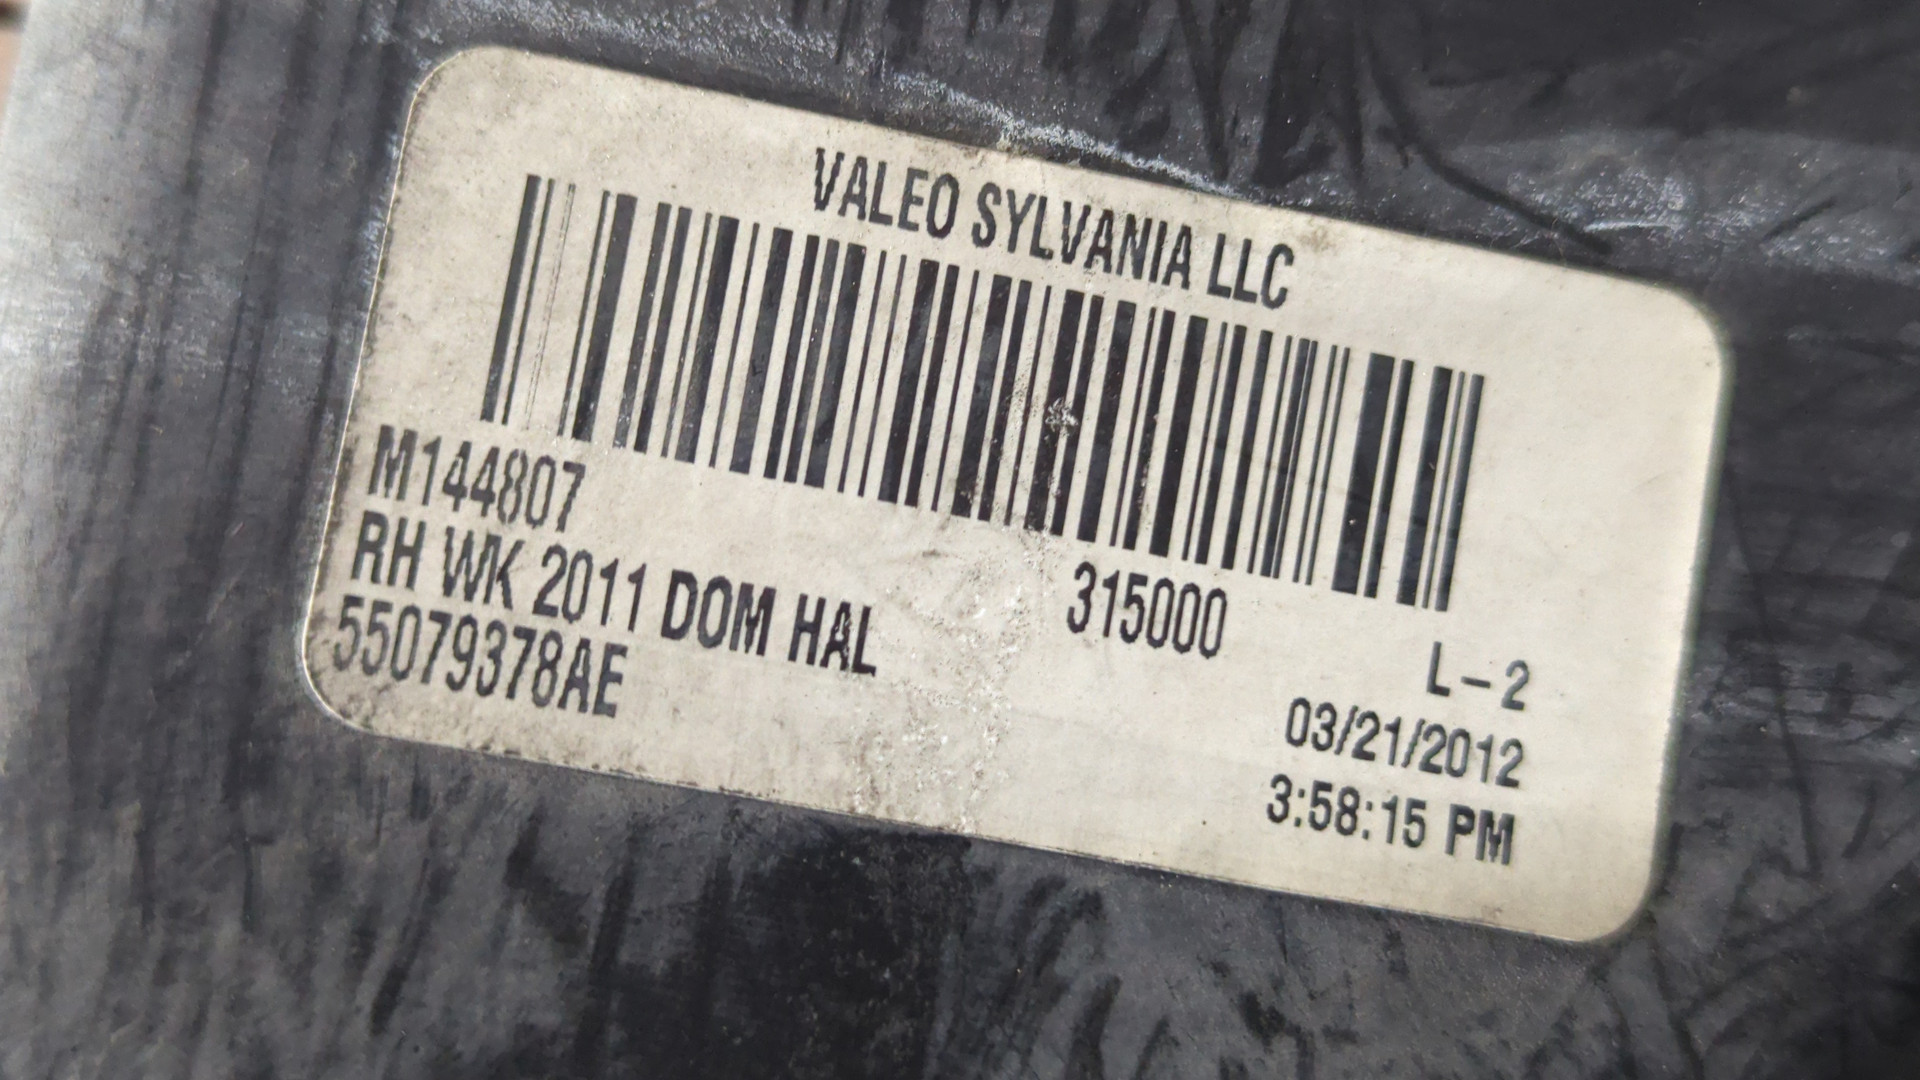 VALEO SYLVANIA LLC
M144807
RH WK 2011 DOM HAL
315000
55079378AE
L-2
03/21/2012
3:58:15 PM